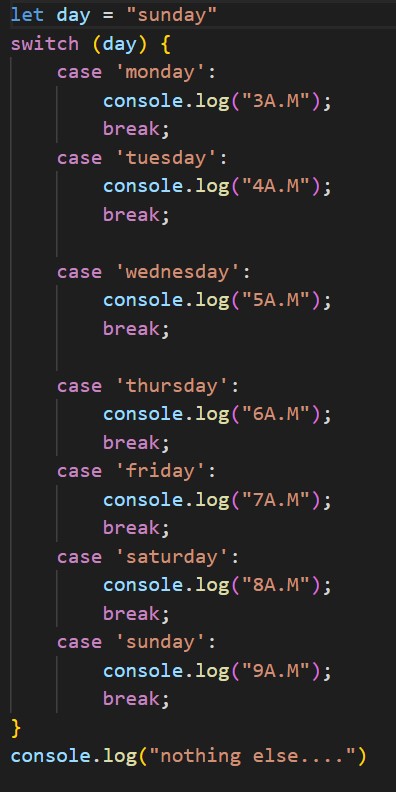 let day = "sunday"
switch (day) {
    case 'monday':
        console.log("3A.M");
        break;
    case 'tuesday':
        console.log("4A.M");
        break;

    case 'wednesday':
        console.log("5A.M");
        break;

    case 'thursday':
        console.log("6A.M");
        break;
    case 'friday':
        console.log("7A.M");
        break;
    case 'saturday':
        console.log("8A.M");
        break;
    case 'sunday':
        console.log("9A.M");
        break;
}
console.log("nothing else....")